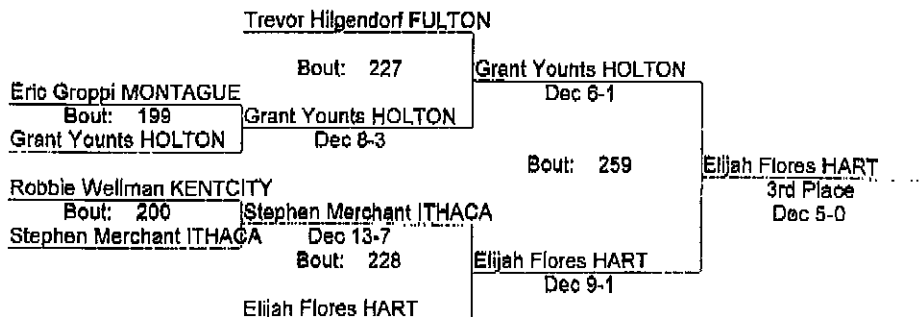 Trevor Hilgendorf FULTON
Bout: 227
Grant Younts HOLTON
Dec 6-1
Eric Groppi MONTAGUE
Bout: 199
Grant Younts HOLTON
Dec 8-3
Grant Younts HOLTON
Bout: 259
Elijah Flores HART
3rd Place
Dec 5-0
Robbie Wellman KENTCITY
Bout: 200
Stephen Merchant ITHACA
Stephen Merchant ITHACA
Dec 13-7
Bout: 228
Elijah Flores HART
Dec 9-1
Elijah Flores HART